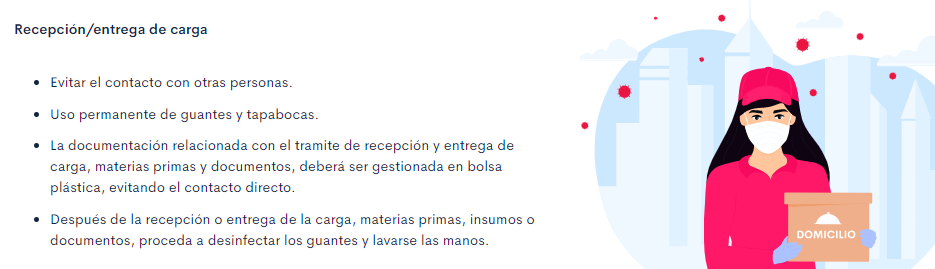 Recepción/entrega de carga
• Evitar el contacto con otras personas.
• Uso permanente de guantes y tapabocas.
• La documentación relacionada con el tramite de recepción y entrega de
carga, materias primas y documentos, deberá ser gestionada en bolsa
plástica, evitando el contacto directo.
• Después de la recepción o entrega de la carga, materias primas, insumos o
documentos, proceda a desinfectar los guantes y lavarse las manos.
DOMICILIO